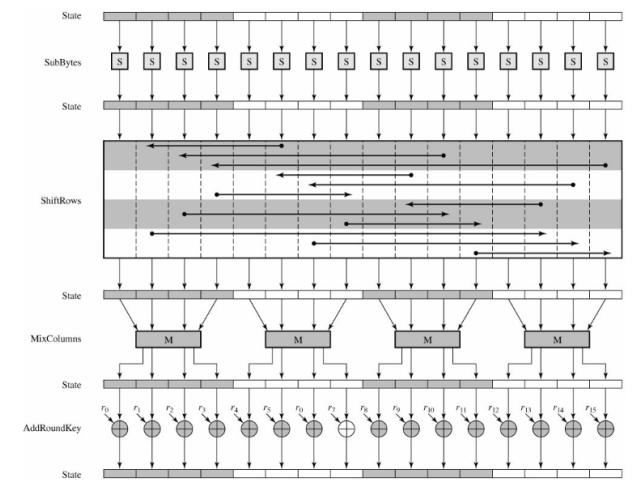 State
SubBytes S S S S S S S S S S S S S S S S
State
ShiftRows
State
MixColumns M M M M
State
r0 r1 r2 r3 r4 r5 r0 r7 r8 r9 r10 r11 r12 r13 r14 r15
AddRoundKey
State